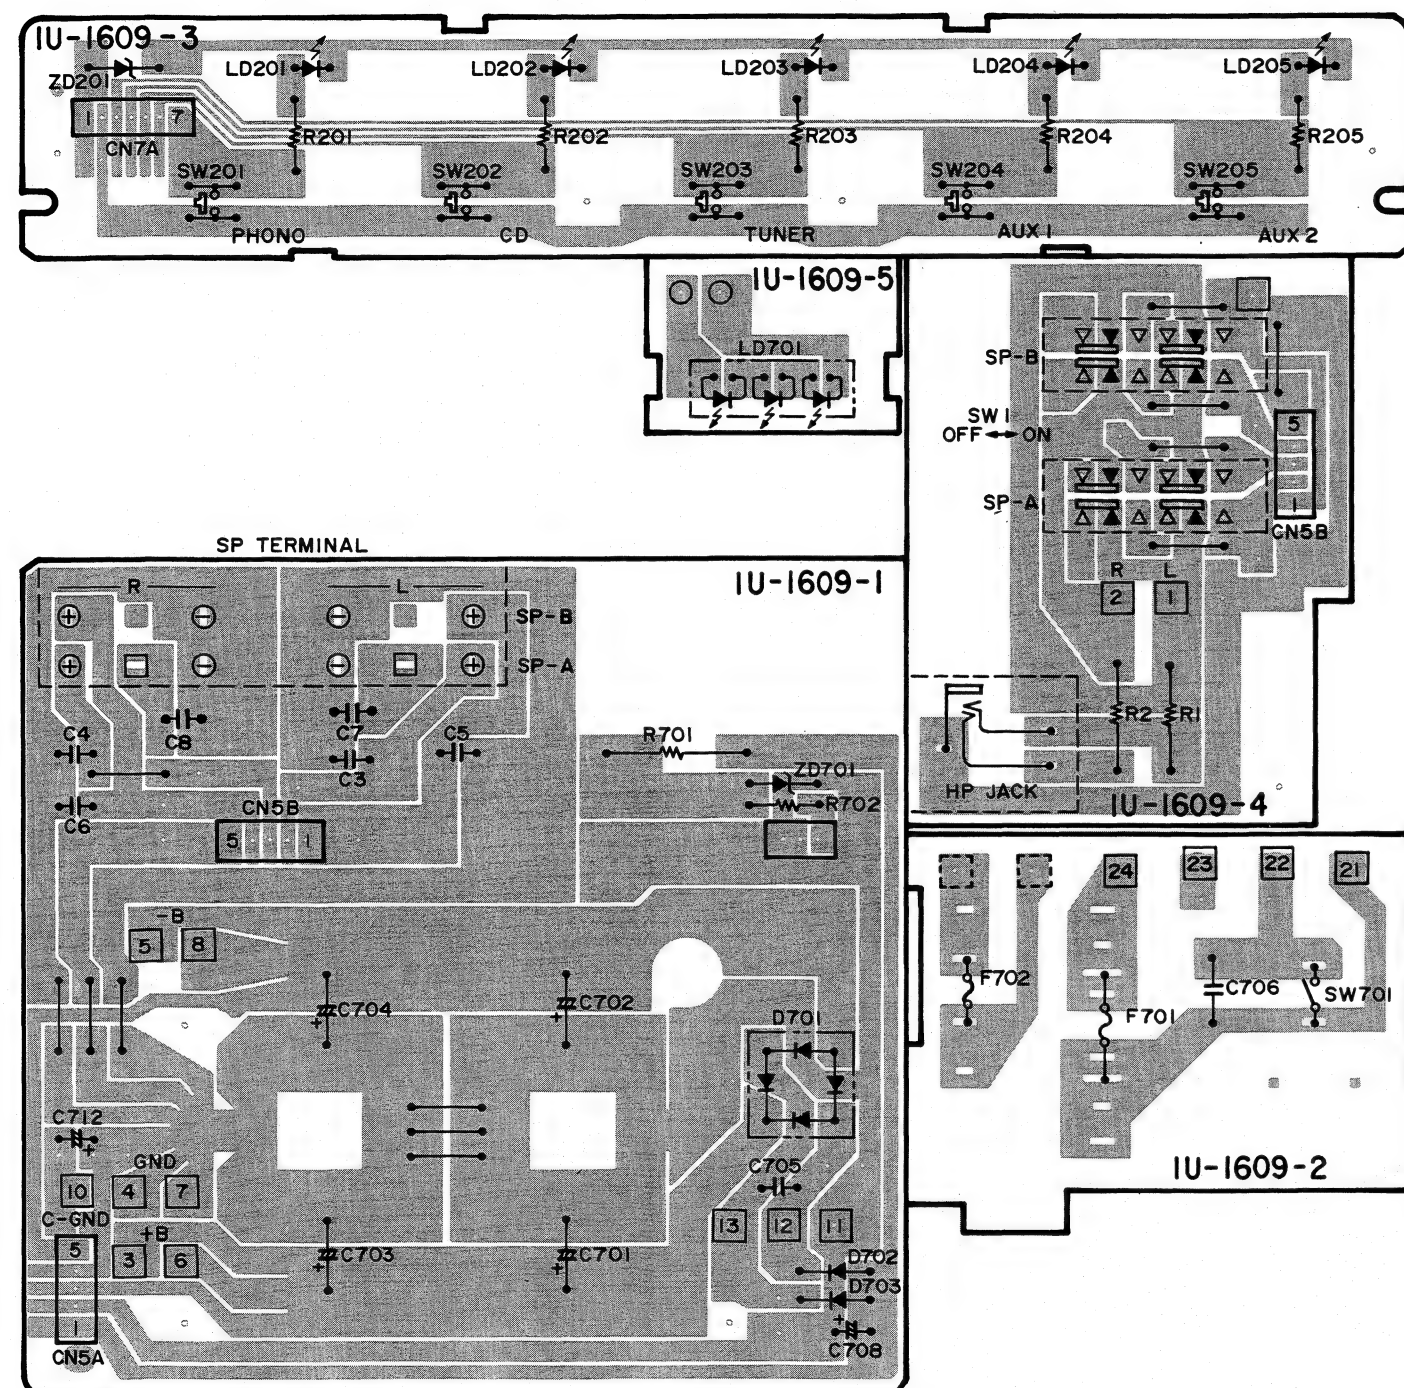 1U-1609-3
ZD201
LD201
LD202
LD203
LD204
LD205
1 7
CN7A
R201
R202
R203
R204
R205
SW201
SW202
SW203
SW204
SW205
PHONO
CD
TUNER
AUX 1
AUX 2
1U-1609-5
LD701
SP-B
SW1
OFF ON
5
SP-A
1
CN5B
R L
2 1
R2
R1
HP JACK
1U-1609-4
SP TERMINAL
1U-1609-1
R L
+ - - + SP-B
+ - - + SP-A
C4
C8
C7
C5
C3
C6
R701
ZD701
R702
CN5B
5 1
-B
5 8
C704
C702
D701
C712
+
GND
10 4 7
C-GND
+B
5
3 6
1
CN5A
+ C703
+ C701
C705
13 12 11
D702
D703
+
C708
24 23 22 21
F702
F701
C706
SW701
1U-1609-2